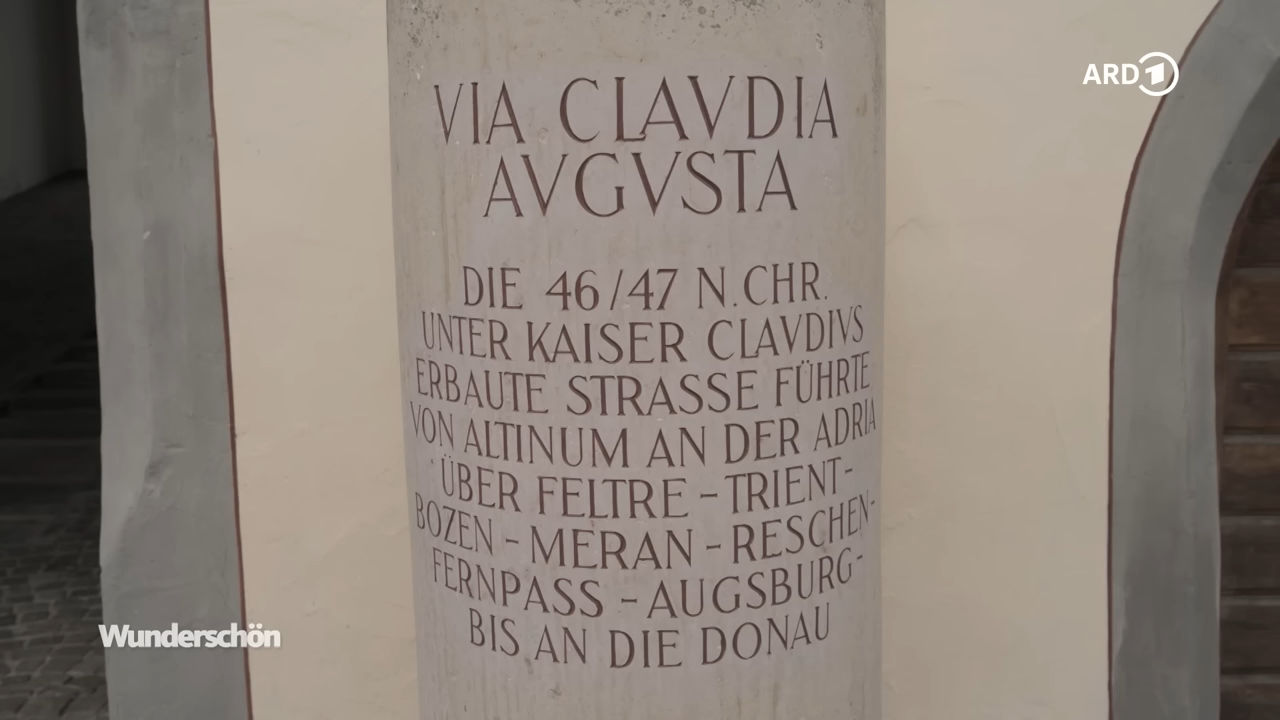 ARD 1
VIA CLAVDIA
AVGVSTA
DIE 46/47 N.CHR.
UNTER KAISER CLAVDIVS
ERBAUTE STRASSE FÜHRTE
VON ALTINUM AN DER ADRIA
ÜBER FELTRE - TRIENT-
BOZEN - MERAN - RESCHEN-
FERNPASS - AUGSBURG-
BIS AN DIE DONAU
Wunderschön